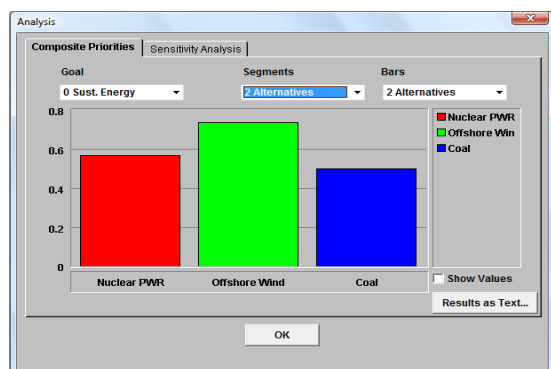 Analysis
Composite Priorities Sensitivity Analysis
Goal Segments Bars
0 Sust. Energy 2 Alternatives 2 Alternatives
0.8
0.6
0.4
0.2
0
Nuclear PWR Offshore Wind Coal
Nuclear PWR
Offshore Win
Coal
Show Values
Results as Text...
OK